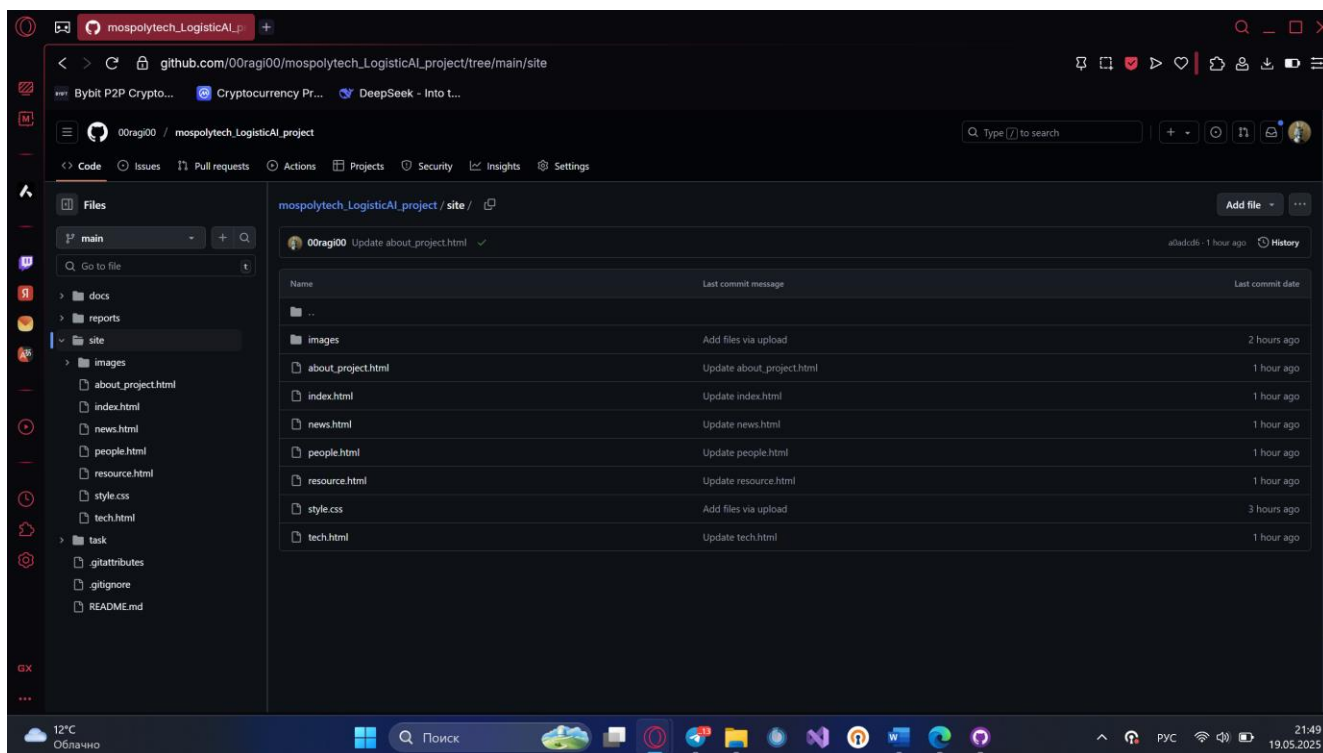 mospolytech_LogisticAI_p
github.com/00ragi00/mospolytech_LogisticAI_project/tree/main/site
BYBIT Bybit P2P Crypto... Cryptocurrency Pr... DeepSeek - Into t...
00ragi00 / mospolytech_LogisticAI_project
Type / to search
Code Issues Pull requests Actions Projects Security Insights Settings
Files
main
Go to file t
docs
reports
site
images
about_project.html
index.html
news.html
people.html
resource.html
style.css
tech.html
task
.gitattributes
.gitignore
README.md
mospolytech_LogisticAI_project / site /
Add file
00ragi00 Update about_project.html a0adcd6 · 1 hour ago History
Name Last commit message Last commit date
..
images Add files via upload 2 hours ago
about_project.html Update about_project.html 1 hour ago
index.html Update index.html 1 hour ago
news.html Update news.html 1 hour ago
people.html Update people.html 1 hour ago
resource.html Update resource.html 1 hour ago
style.css Add files via upload 3 hours ago
tech.html Update tech.html 1 hour ago
GX
12°C
Облачно
Поиск
13
РУС
21:49
19.05.2025